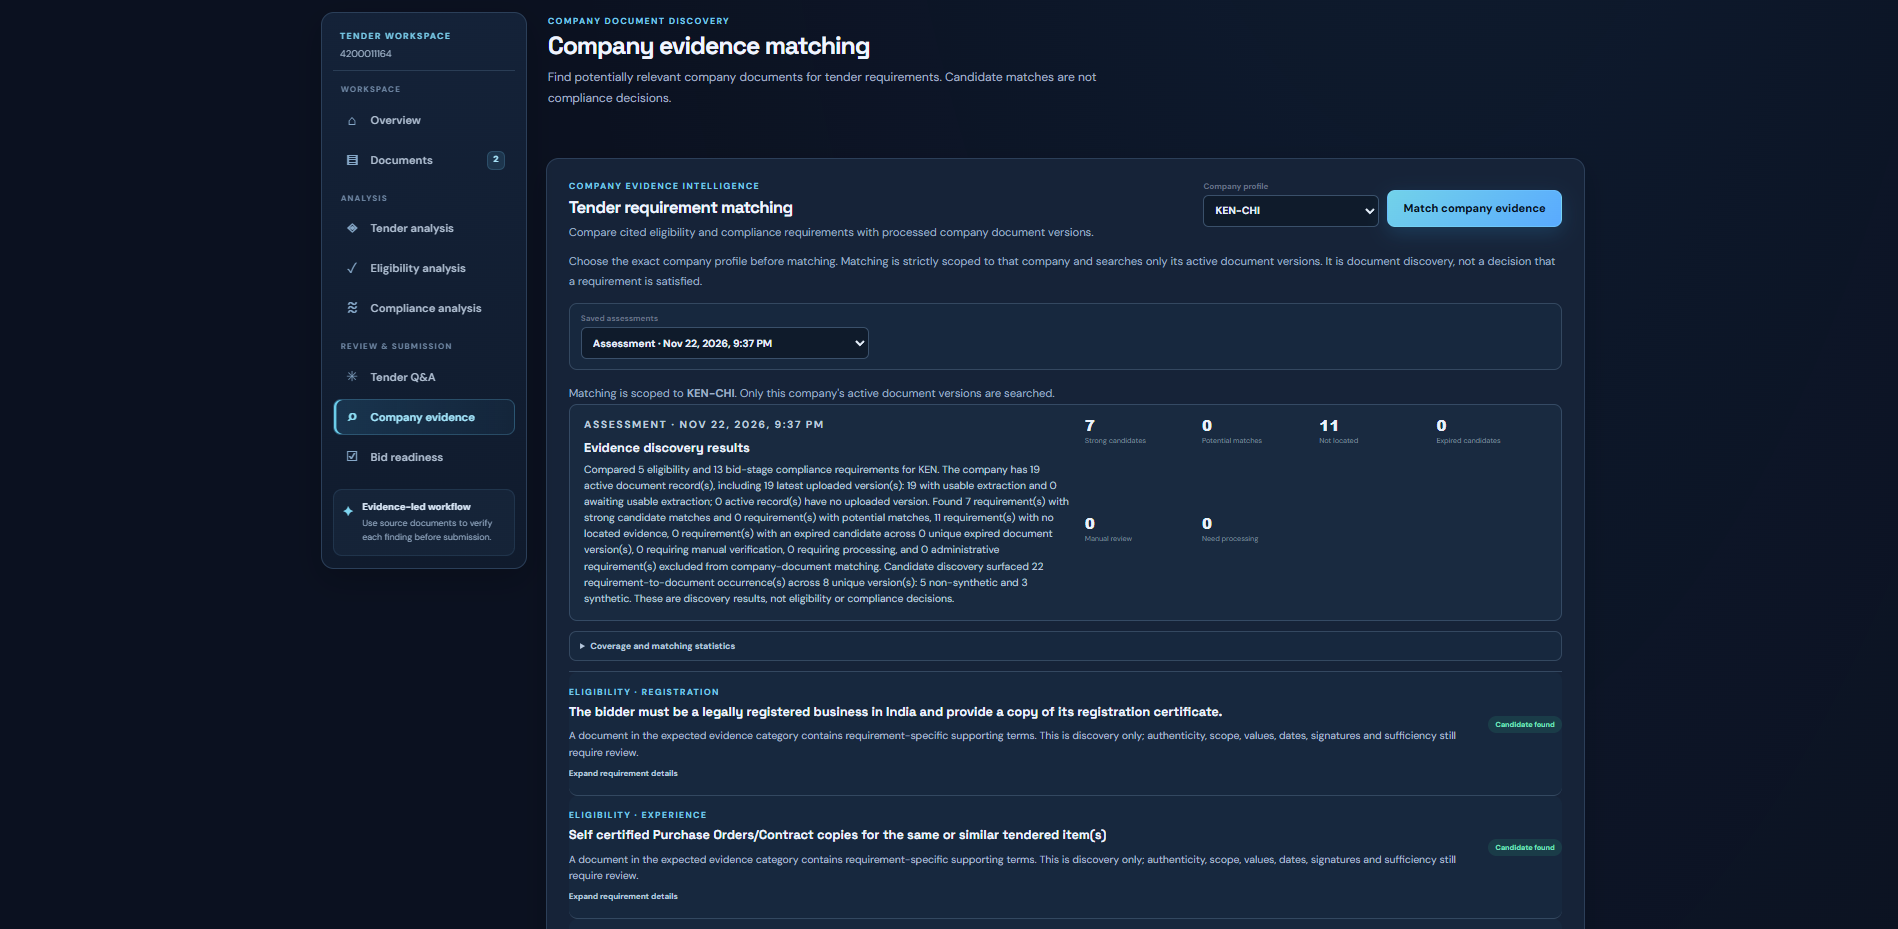 TENDER WORKSPACE
4200011164
WORKSPACE
Overview
Documents
2
ANALYSIS
Tender analysis
Eligibility analysis
Compliance analysis
REVIEW & SUBMISSION
Tender Q&A
Company evidence
Bid readiness
Evidence-led workflow
Use source documents to verify
each finding before submission.
COMPANY DOCUMENT DISCOVERY
Company evidence matching
Find potentially relevant company documents for tender requirements. Candidate matches are not
compliance decisions.
COMPANY EVIDENCE INTELLIGENCE
Tender requirement matching
Compare cited eligibility and compliance requirements with processed company document versions.
Company profile
KEN-CHI
Match company evidence
Choose the exact company profile before matching. Matching is strictly scoped to that company and searches only its active document versions. It is document discovery, not a decision that
a requirement is satisfied.
Saved assessments
Assessment · Nov 22, 2026, 9:37 PM
Matching is scoped to KEN-CHI. Only this company's active document versions are searched.
ASSESSMENT · NOV 22, 2026, 9:37 PM
Evidence discovery results
Compared 5 eligibility and 13 bid-stage compliance requirements for KEN. The company has 19
active document record(s), including 19 latest uploaded version(s): 19 with usable extraction and 0
awaiting usable extraction; 0 active record(s) have no uploaded version. Found 7 requirement(s) with
strong candidate matches and 0 requirement(s) with potential matches, 11 requirement(s) with no
located evidence, 0 requirement(s) with an expired candidate across 0 unique expired document
version(s), 0 requiring manual verification, 0 requiring processing, and 0 administrative
requirement(s) excluded from company-document matching. Candidate discovery surfaced 22
requirement-to-document occurrence(s) across 8 unique version(s): 5 non-synthetic and 3
synthetic. These are discovery results, not eligibility or compliance decisions.
7
Strong candidates
0
Potential matches
11
Not located
0
Expired candidates
0
Manual review
0
Need processing
Coverage and matching statistics
ELIGIBILITY · REGISTRATION
The bidder must be a legally registered business in India and provide a copy of its registration certificate.
A document in the expected evidence category contains requirement-specific supporting terms. This is discovery only; authenticity, scope, values, dates, signatures and sufficiency still
require review.
Expand requirement details
Candidate found
ELIGIBILITY · EXPERIENCE
Self certified Purchase Orders/Contract copies for the same or similar tendered item(s)
A document in the expected evidence category contains requirement-specific supporting terms. This is discovery only; authenticity, scope, values, dates, signatures and sufficiency still
require review.
Expand requirement details
Candidate found